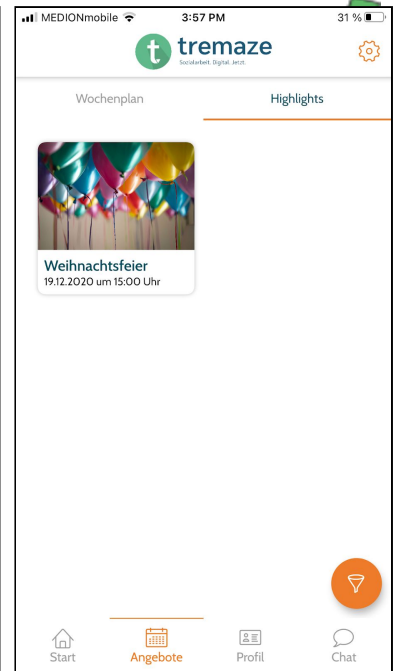 MEDIONmobile 3:57 PM 31 %
t tremaze
Sozialarbeit. Digital. Jetzt.
Wochenplan Highlights
Weihnachtsfeier
19.12.2020 um 15:00 Uhr
Start Angebote Profil Chat